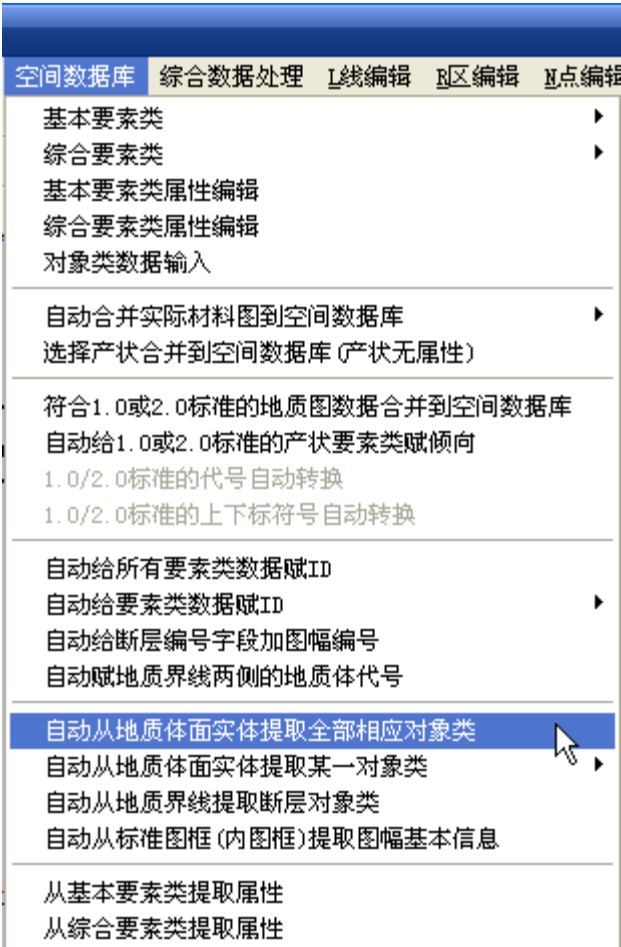 空间数据库 综合数据处理 L线编辑 R区编辑 N点编辑
基本要素类
综合要素类
基本要素类属性编辑
综合要素类属性编辑
对象类数据输入
自动合并实际材料图到空间数据库
选择产状合并到空间数据库(产状无属性)
符合1.0或2.0标准的地质图数据合并到空间数据库
自动给1.0或2.0标准的产状要素类赋倾向
1.0/2.0标准的代号自动转换
1.0/2.0标准的上下标符号自动转换
自动给所有要素类数据赋ID
自动给要素类数据赋ID
自动给断层编号字段加图幅编号
自动赋地质界线两侧的地质体代号
自动从地质体面实体提取全部相应对象类
自动从地质体面实体提取某一对象类
自动从地质界线提取断层对象类
自动从标准图框(内图框)提取图幅基本信息
从基本要素类提取属性
从综合要素类提取属性